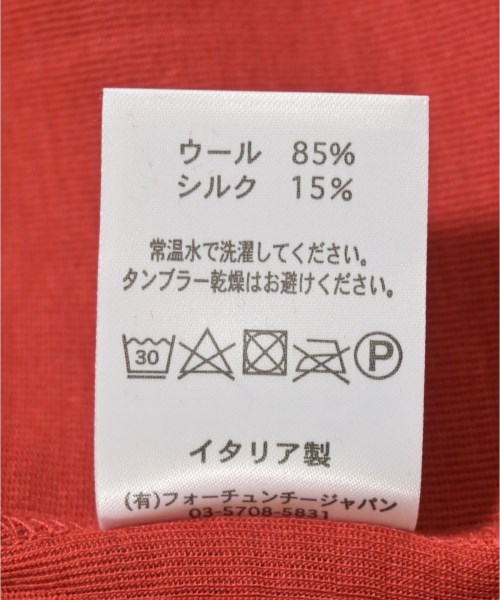 ウール 85%
シルク 15%
常温水で洗濯してください。
タンブラー乾燥はお避けください。
30 P
イタリア製
(有)フォーチュンチージャパン
03-5708-5831